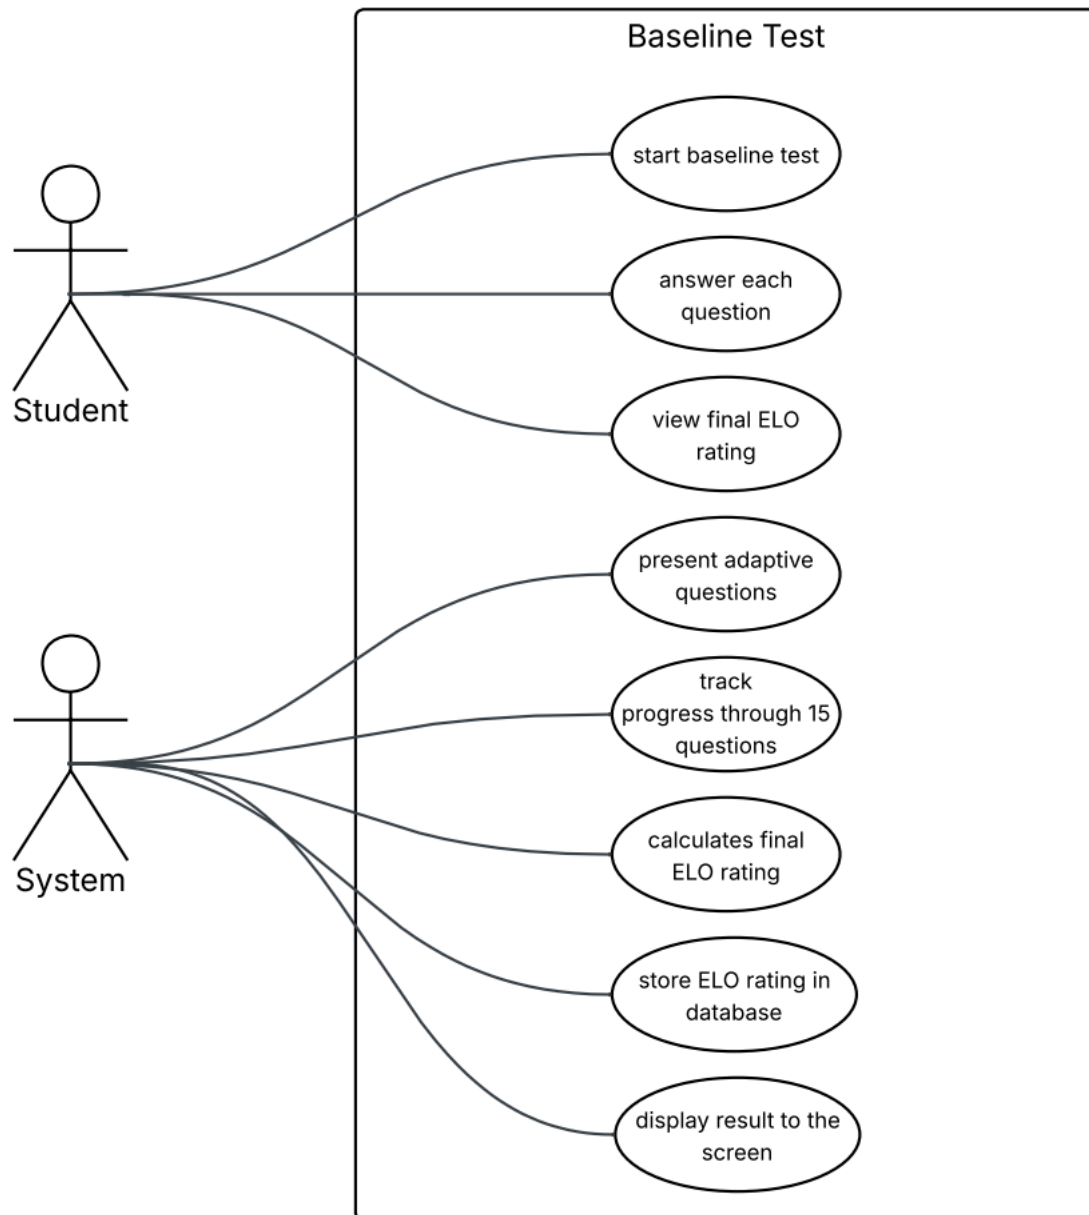 Baseline Test
start baseline test
answer each
question
Student
view final ELO
rating
present adaptive
questions
track
progress through 15
questions
calculates final
ELO rating
System
store ELO rating in
database
display result to the
screen